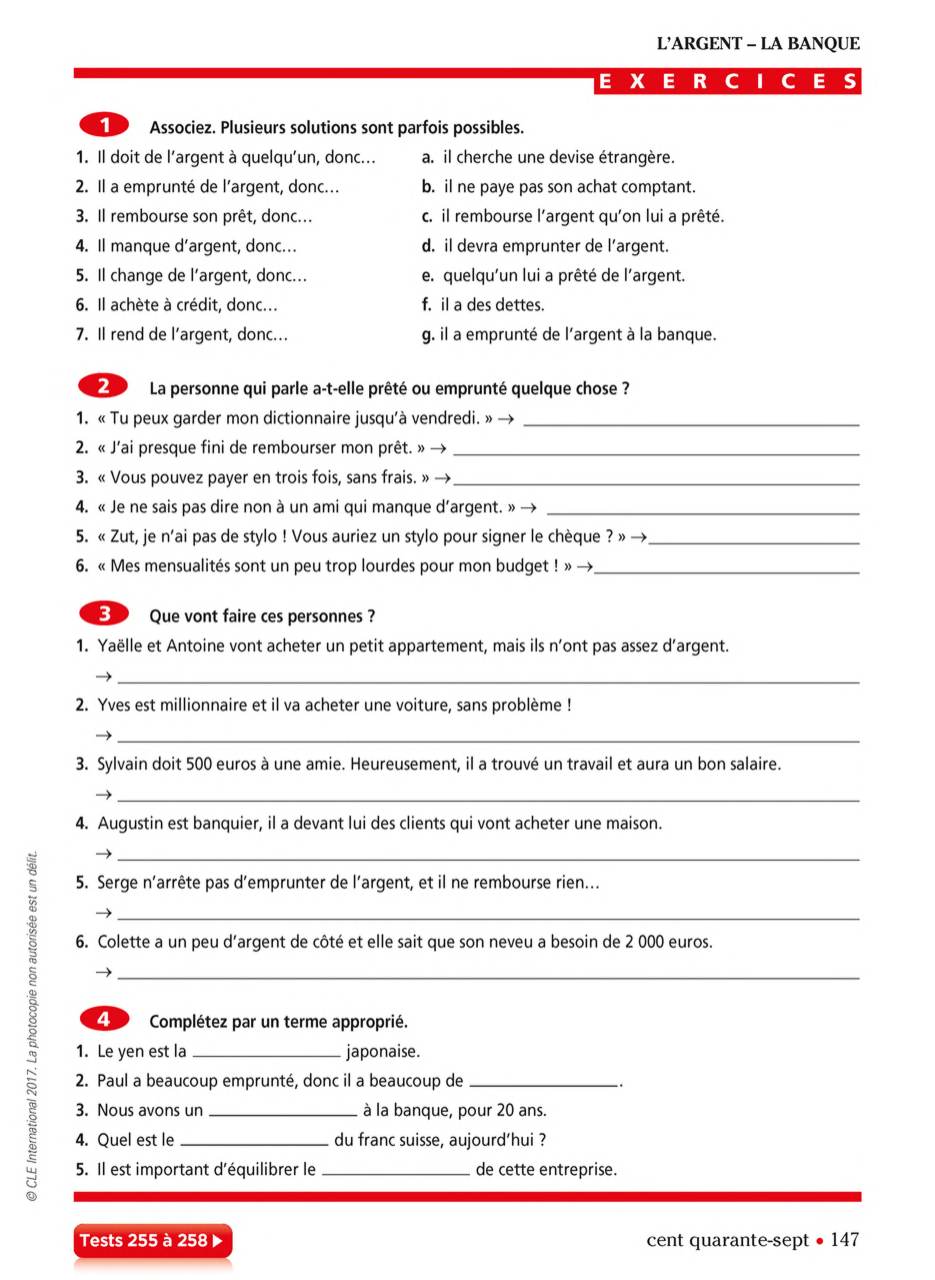 L'ARGENT – LA BANQUE
EXERCICES
1 Associez. Plusieurs solutions sont parfois possibles.
1. Il doit de l'argent à quelqu'un, donc… a. il cherche une devise étrangère.
2. Il a emprunté de l'argent, donc… b. il ne paye pas son achat comptant.
3. Il rembourse son prêt, donc… c. il rembourse l'argent qu'on lui a prêté.
4. Il manque d'argent, donc… d. il devra emprunter de l'argent.
5. Il change de l'argent, donc… e. quelqu'un lui a prêté de l'argent.
6. Il achète à crédit, donc… f. il a des dettes.
7. Il rend de l'argent, donc… g. il a emprunté de l'argent à la banque.
2 La personne qui parle a-t-elle prêté ou emprunté quelque chose ?
1. « Tu peux garder mon dictionnaire jusqu'à vendredi. » →
2. « J'ai presque fini de rembourser mon prêt. » →
3. « Vous pouvez payer en trois fois, sans frais. » →
4. « Je ne sais pas dire non à un ami qui manque d'argent. » →
5. « Zut, je n'ai pas de stylo ! Vous auriez un stylo pour signer le chèque ? » →
6. « Mes mensualités sont un peu trop lourdes pour mon budget ! » →
3 Que vont faire ces personnes ?
1. Yaëlle et Antoine vont acheter un petit appartement, mais ils n'ont pas assez d'argent.
→
2. Yves est millionnaire et il va acheter une voiture, sans problème !
→
3. Sylvain doit 500 euros à une amie. Heureusement, il a trouvé un travail et aura un bon salaire.
→
4. Augustin est banquier, il a devant lui des clients qui vont acheter une maison.
→
5. Serge n'arrête pas d'emprunter de l'argent, et il ne rembourse rien…
→
6. Colette a un peu d'argent de côté et elle sait que son neveu a besoin de 2 000 euros.
→
4 Complétez par un terme approprié.
1. Le yen est la ____ japonaise.
2. Paul a beaucoup emprunté, donc il a beaucoup de ____.
3. Nous avons un ____ à la banque, pour 20 ans.
4. Quel est le ____ du franc suisse, aujourd'hui ?
5. Il est important d'équilibrer le ____ de cette entreprise.
© CLE International 2017. La photocopie non autorisée est un délit.
Tests 255 à 258
cent quarante-sept • 147